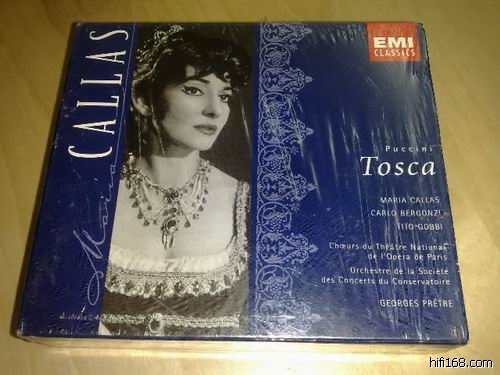 Maria
CALLAS
EMI
CLASSICS
Puccini
Tosca
MARIA CALLAS
CARLO BERGONZI
TITO GOBBI
Chœurs du Théâtre National
de l'Opéra de Paris
Orchestre de la Société
des Concerts du Conservatoire
GEORGES PRÊTRE
hifi168.com